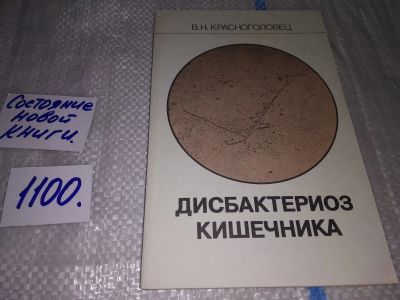 Состояние
новой
книги.
1100.
В.Н. КРАСНОГОЛОВЕЦ
ДИСБАКТЕРИОЗ
КИШЕЧНИКА